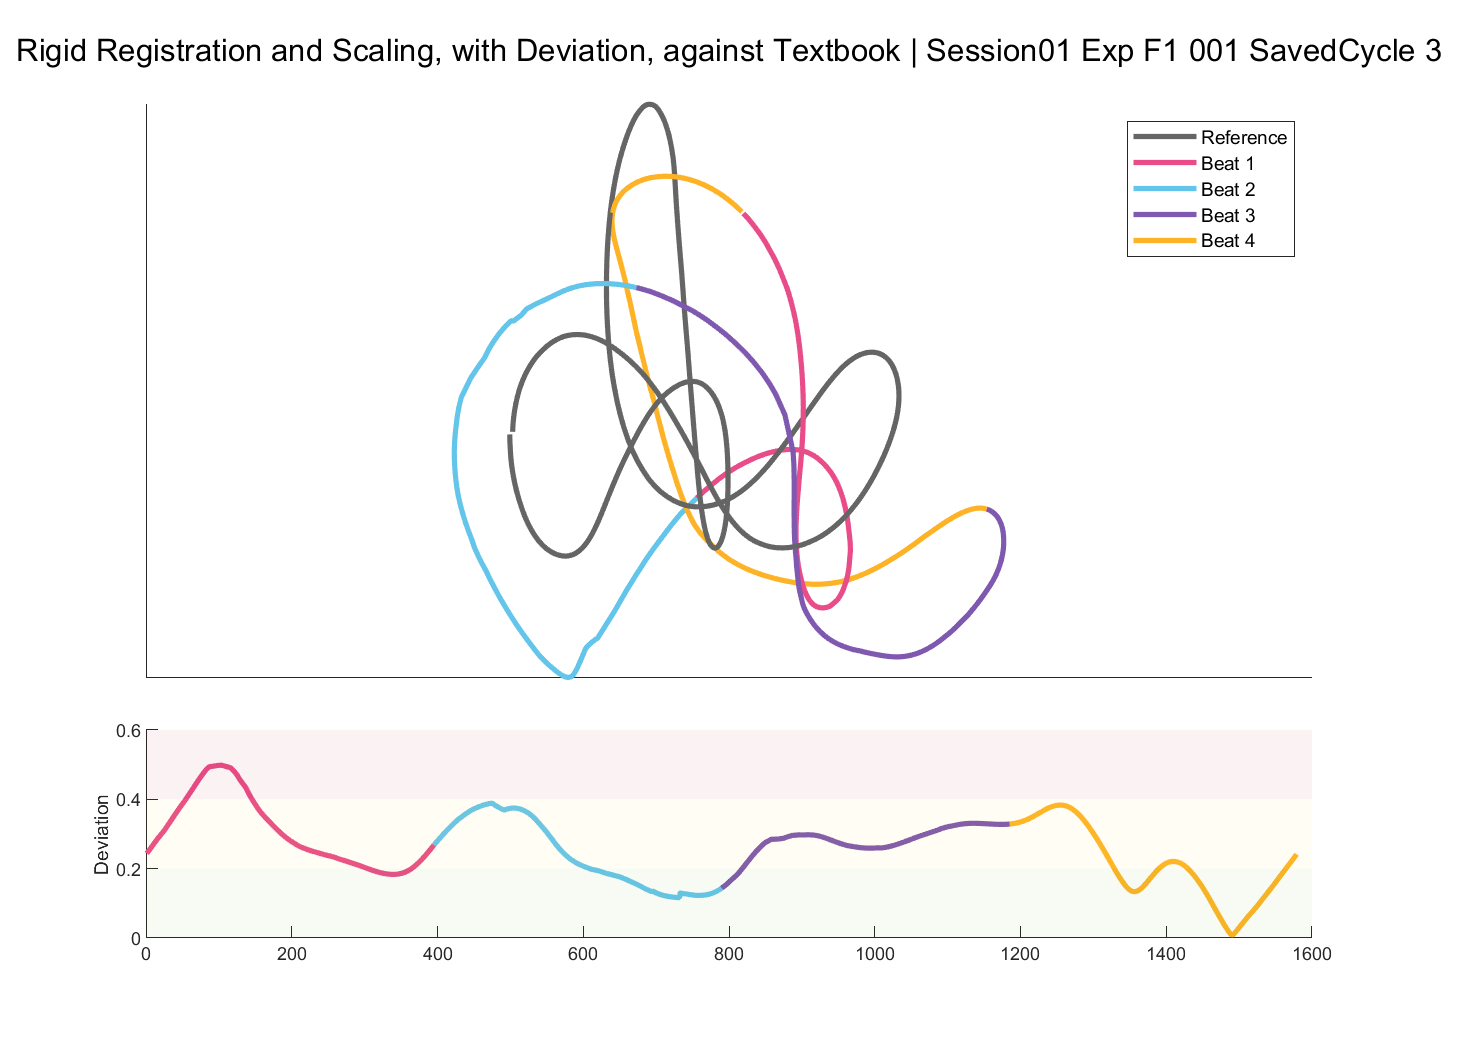 Rigid Registration and Scaling, with Deviation, against Textbook | Session01 Exp F1 001 SavedCycle 3
Reference
Beat 1
Beat 2
Beat 3
Beat 4
0.6
0.4
0.2
0
Deviation
0 200 400 600 800 1000 1200 1400 1600